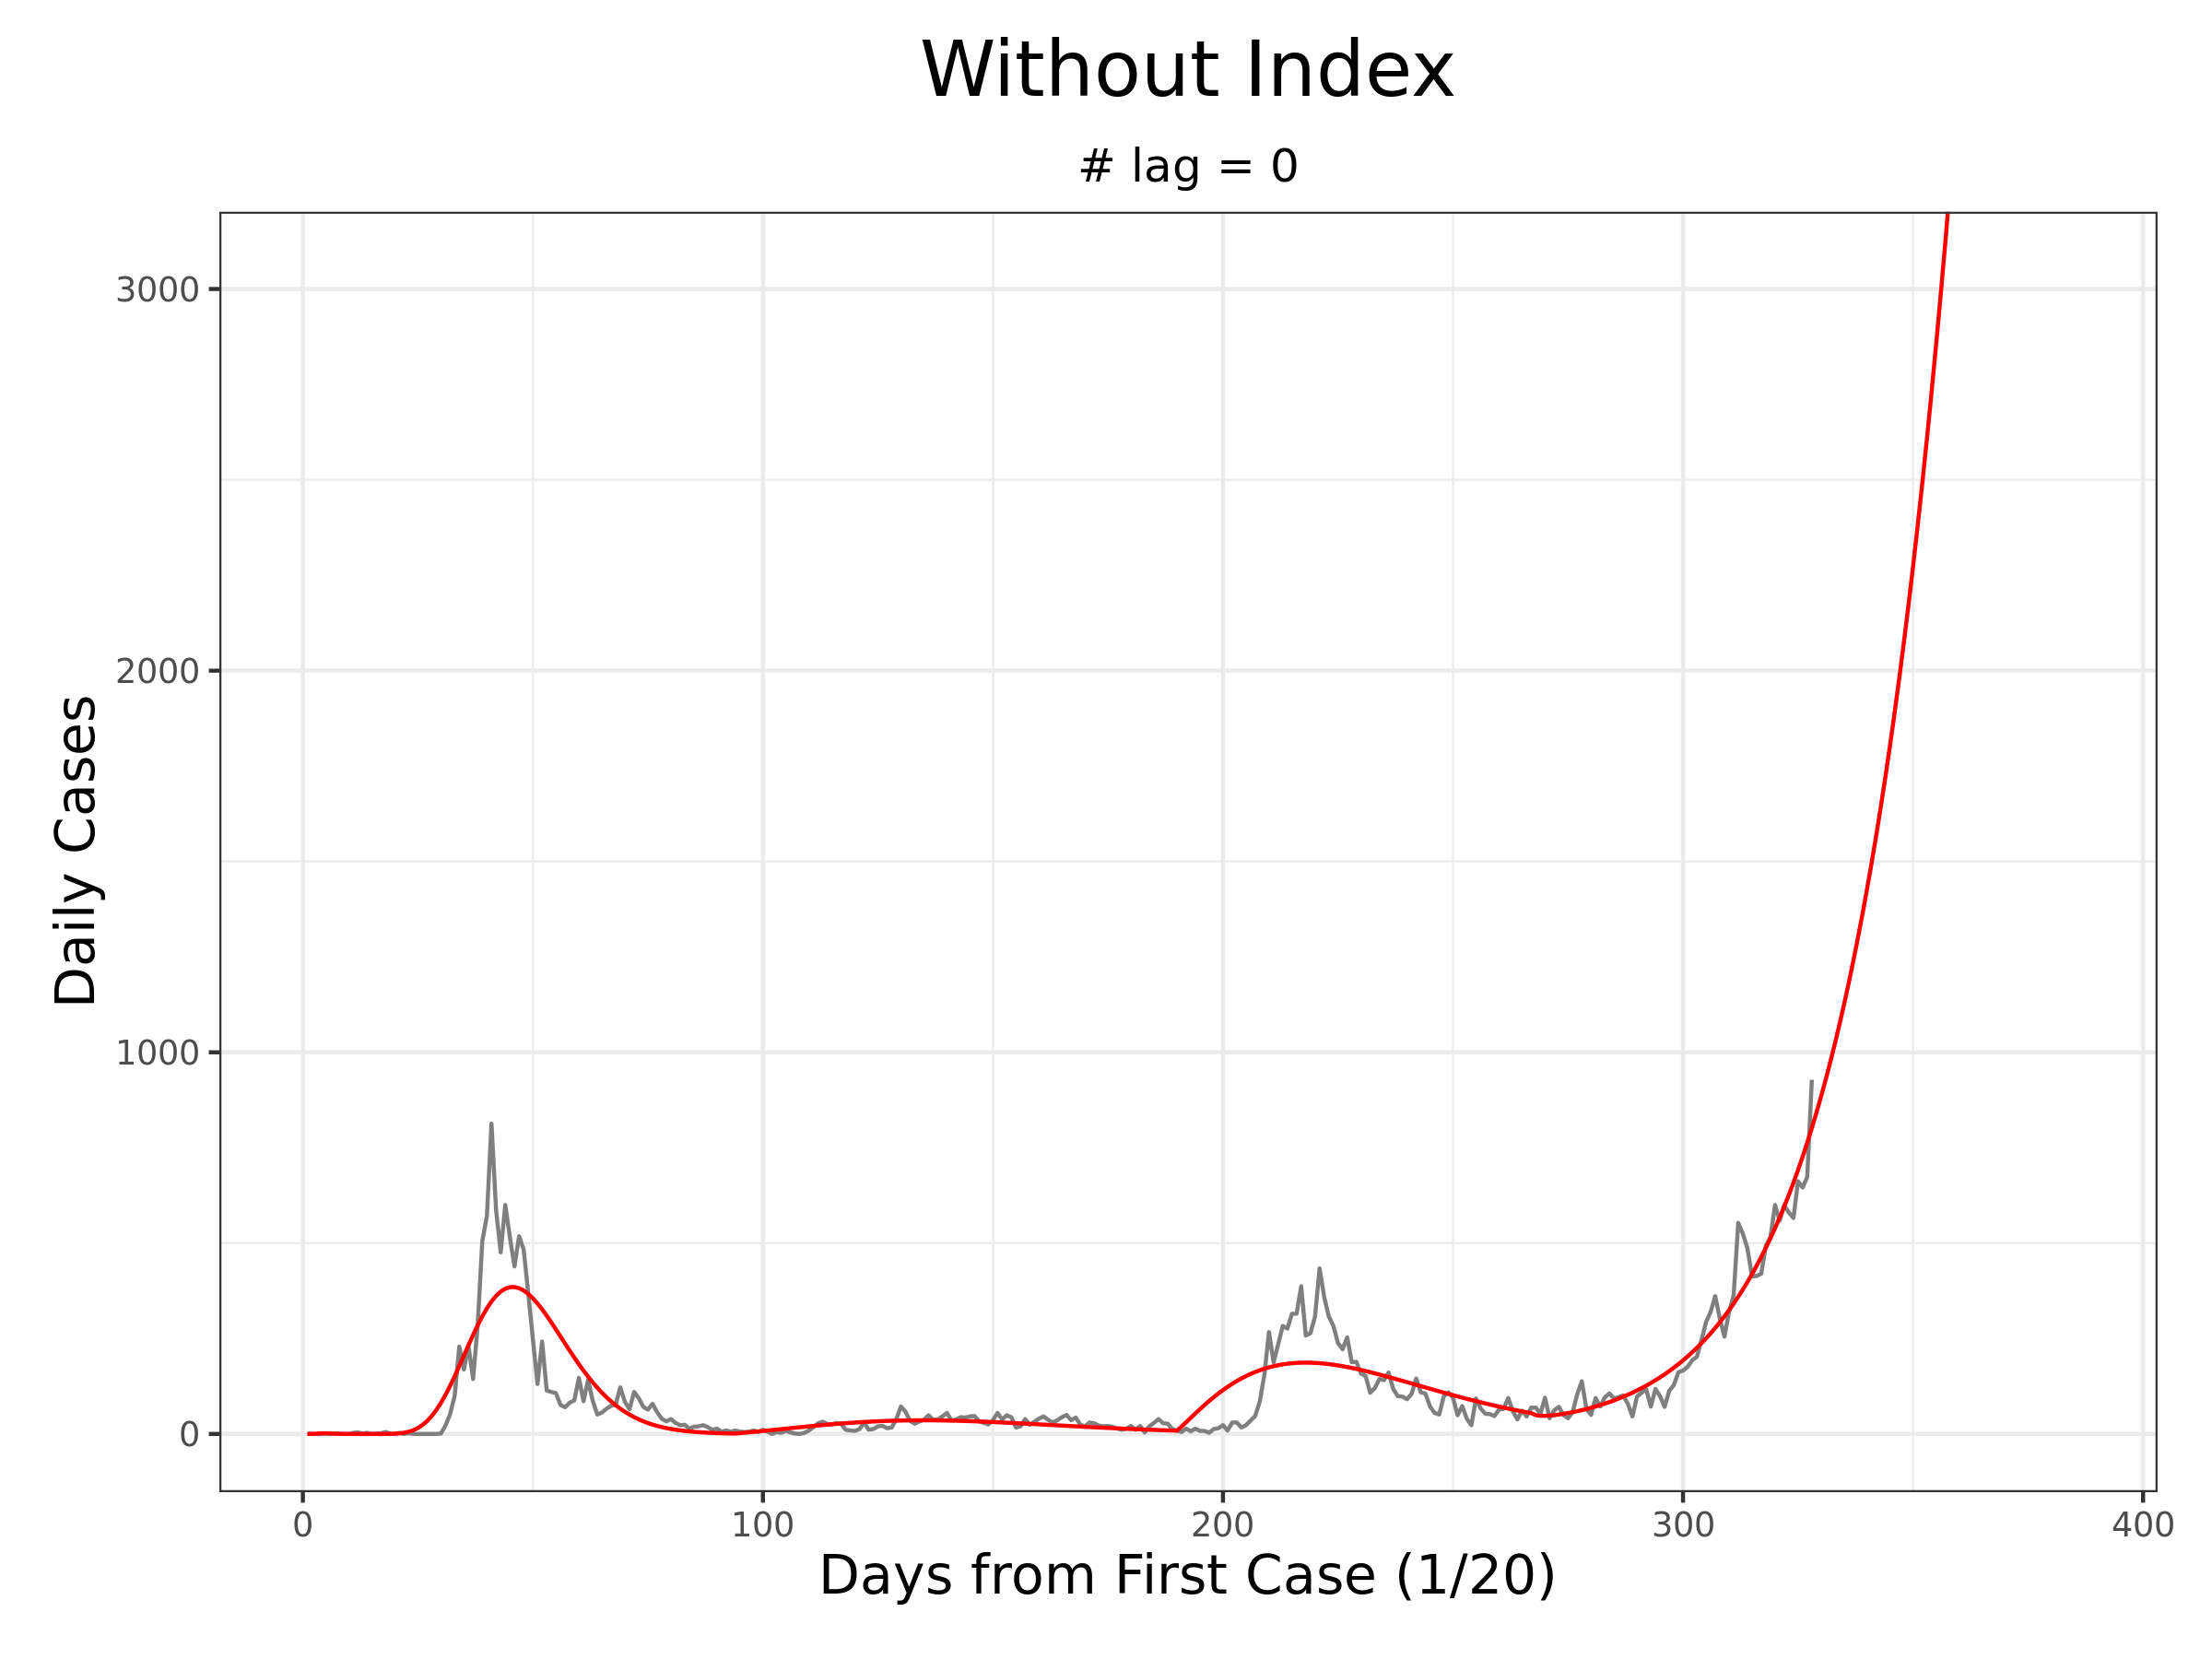 Without Index
# lag = 0
3000
2000
1000
0
Daily Cases
0 100 200 300 400
Days from First Case (1/20)